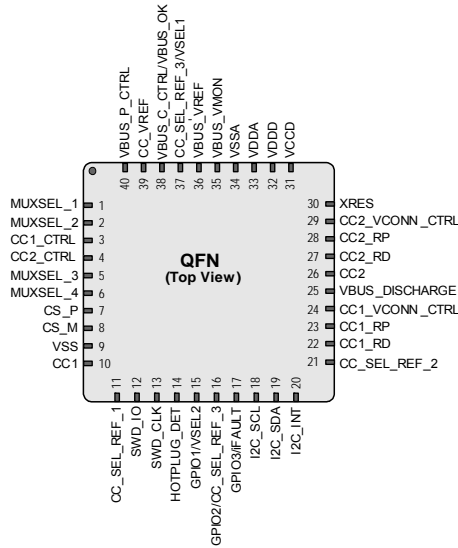 VBUS_P_CTRL
CC_VREF
VBUS_C_CTRL/VBUS_OK
CC_SEL_REF_3/VSEL1
VBUS_VREF
VBUS_VMON
VSSA
VDDA
VDDD
VCCD
40 39 38 37 36 35 34 33 32 31
MUXSEL_1 1
MUXSEL_2 2
CC1_CTRL 3
CC2_CTRL 4
MUXSEL_3 5
MUXSEL_4 6
CS_P 7
CS_M 8
VSS 9
CC1 10
QFN
(Top View)
30 XRES
29 CC2_VCONN_CTRL
28 CC2_RP
27 CC2_RD
26 CC2
25 VBUS_DISCHARGE
24 CC1_VCONN_CTRL
23 CC1_RP
22 CC1_RD
21 CC_SEL_REF_2
11 12 13 14 15 16 17 18 19 20
CC_SEL_REF_1
SWD_IO
SWD_CLK
HOTPLUG_DET
GPIO1/VSEL2
GPIO2/CC_SEL_REF_3
GPIO3/IFAULT
I2C_SCL
I2C_SDA
I2C_INT